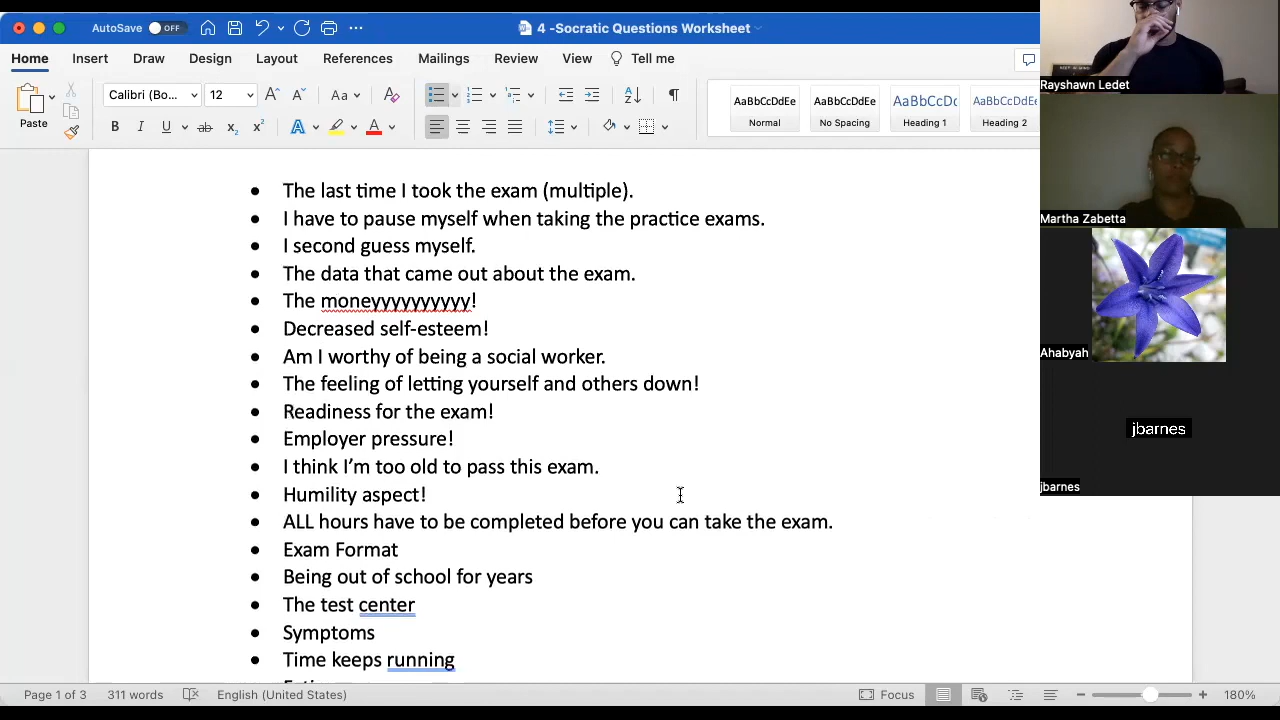 AutoSave OFF
4 -Socratic Questions Worksheet
Home Insert Draw Design Layout References Mailings Review View Tell me
Paste
Calibri (Bo... 12
AaBbCcDdEe Normal
AaBbCcDdEe No Spacing
AaBbCcDc Heading 1
AaBbCcDdEe Heading 2
• The last time I took the exam (multiple).
• I have to pause myself when taking the practice exams.
• I second guess myself.
• The data that came out about the exam.
• The moneyyyyyyyyyy!
• Decreased self-esteem!
• Am I worthy of being a social worker.
• The feeling of letting yourself and others down!
• Readiness for the exam!
• Employer pressure!
• I think I’m too old to pass this exam.
• Humility aspect!
• ALL hours have to be completed before you can take the exam.
• Exam Format
• Being out of school for years
• The test center
• Symptoms
• Time keeps running
Page 1 of 3 311 words English (United States) Focus 180%
Rayshawn Ledet
Martha Zabetta
Ahabyah
jbarnes
jbarnes